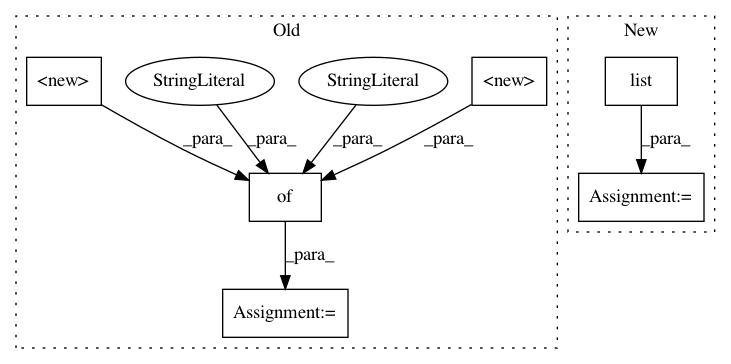 Old
New
<new>
StringLiteral
StringLiteral
<new>
list
_para_
_para_
_para_
_para_
_para_
of
Assignment:=
_para_
Assignment:=